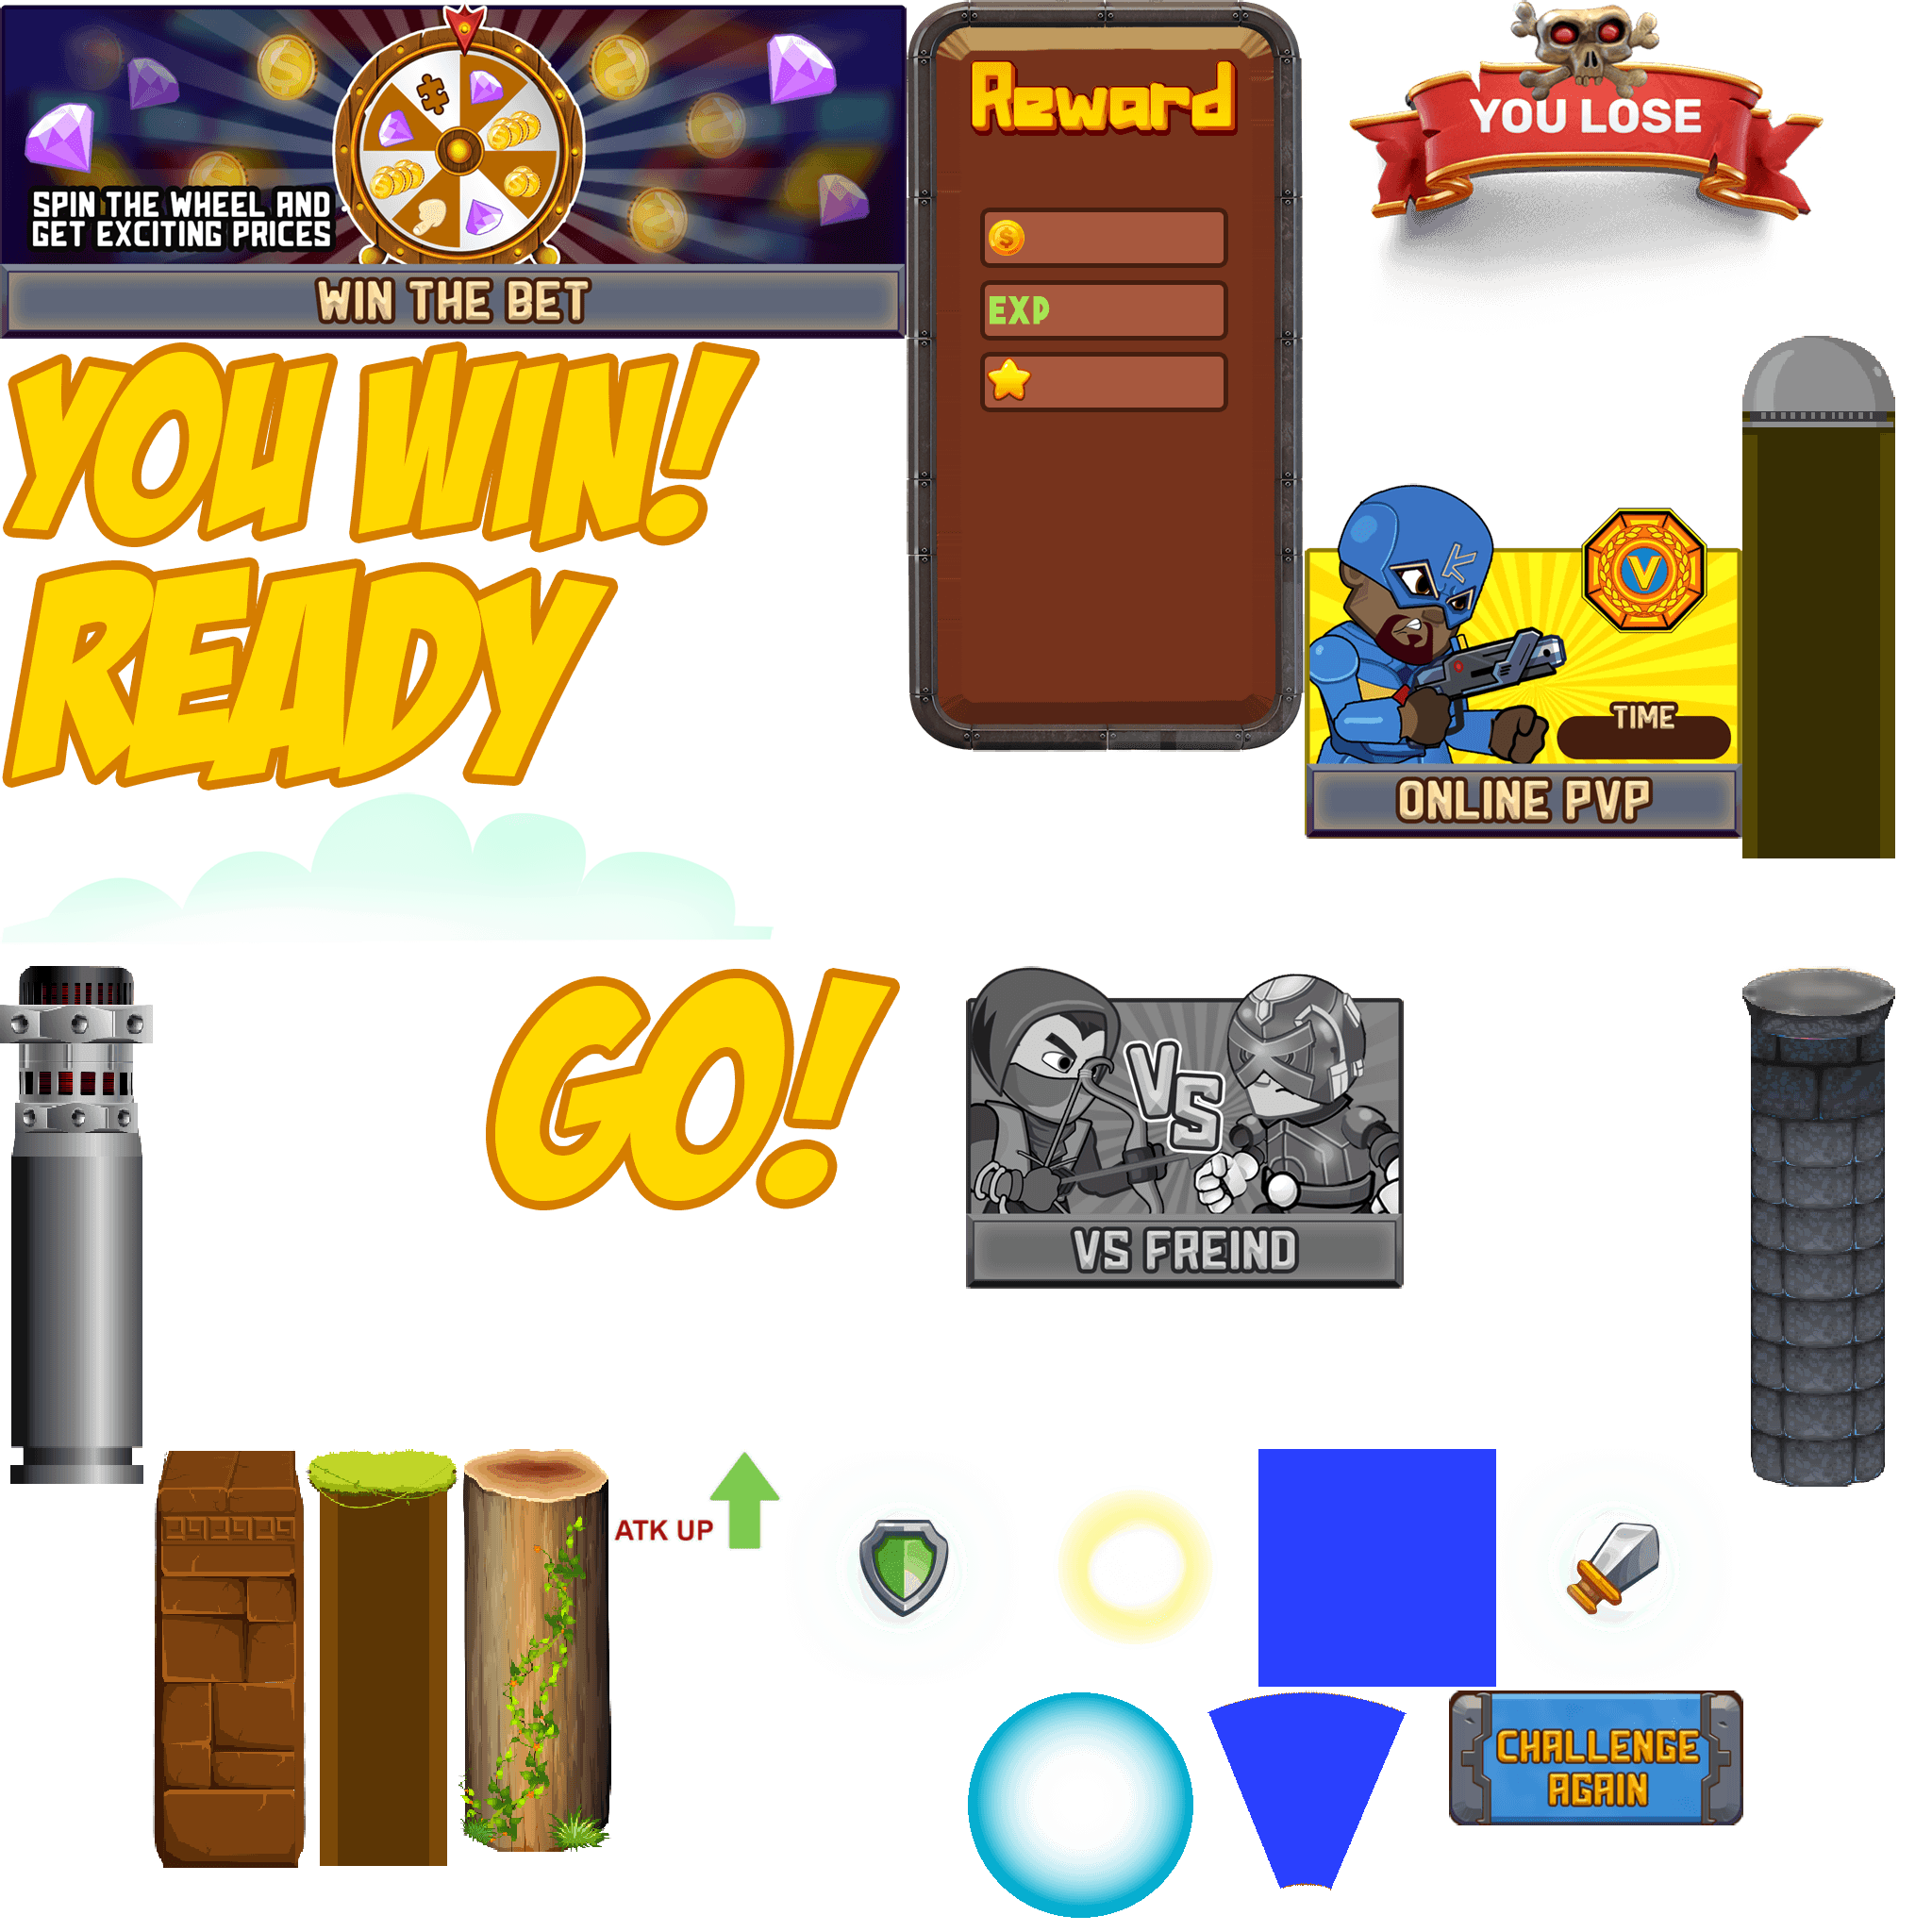 SPIN THE WHEEL AND
GET EXCITING PRICES
WIN THE BET
Reward
EXP
YOU LOSE
YOU WIN!
READY
K
V
TIME
ONLINE PVP
GO!
VS
VS FREIND
ATK UP
CHALLENGE
AGAIN